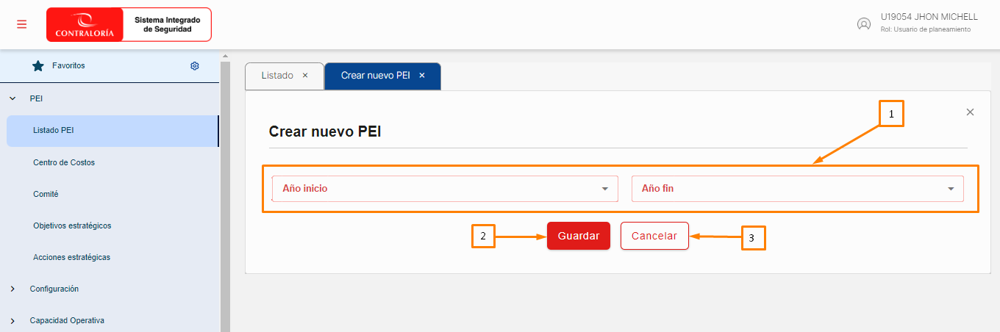 CONTRALORÍA
Sistema Integrado
de Seguridad
U19054 JHON MICHELL
Rol: Usuario de planeamiento
Favoritos
PEI
Listado PEI
Centro de Costos
Comité
Objetivos estratégicos
Acciones estratégicas
Configuración
Capacidad Operativa
Listado ×
Crear nuevo PEI ×
1
Crear nuevo PEI
Año inicio
Año fin
2
Guardar
Cancelar
3